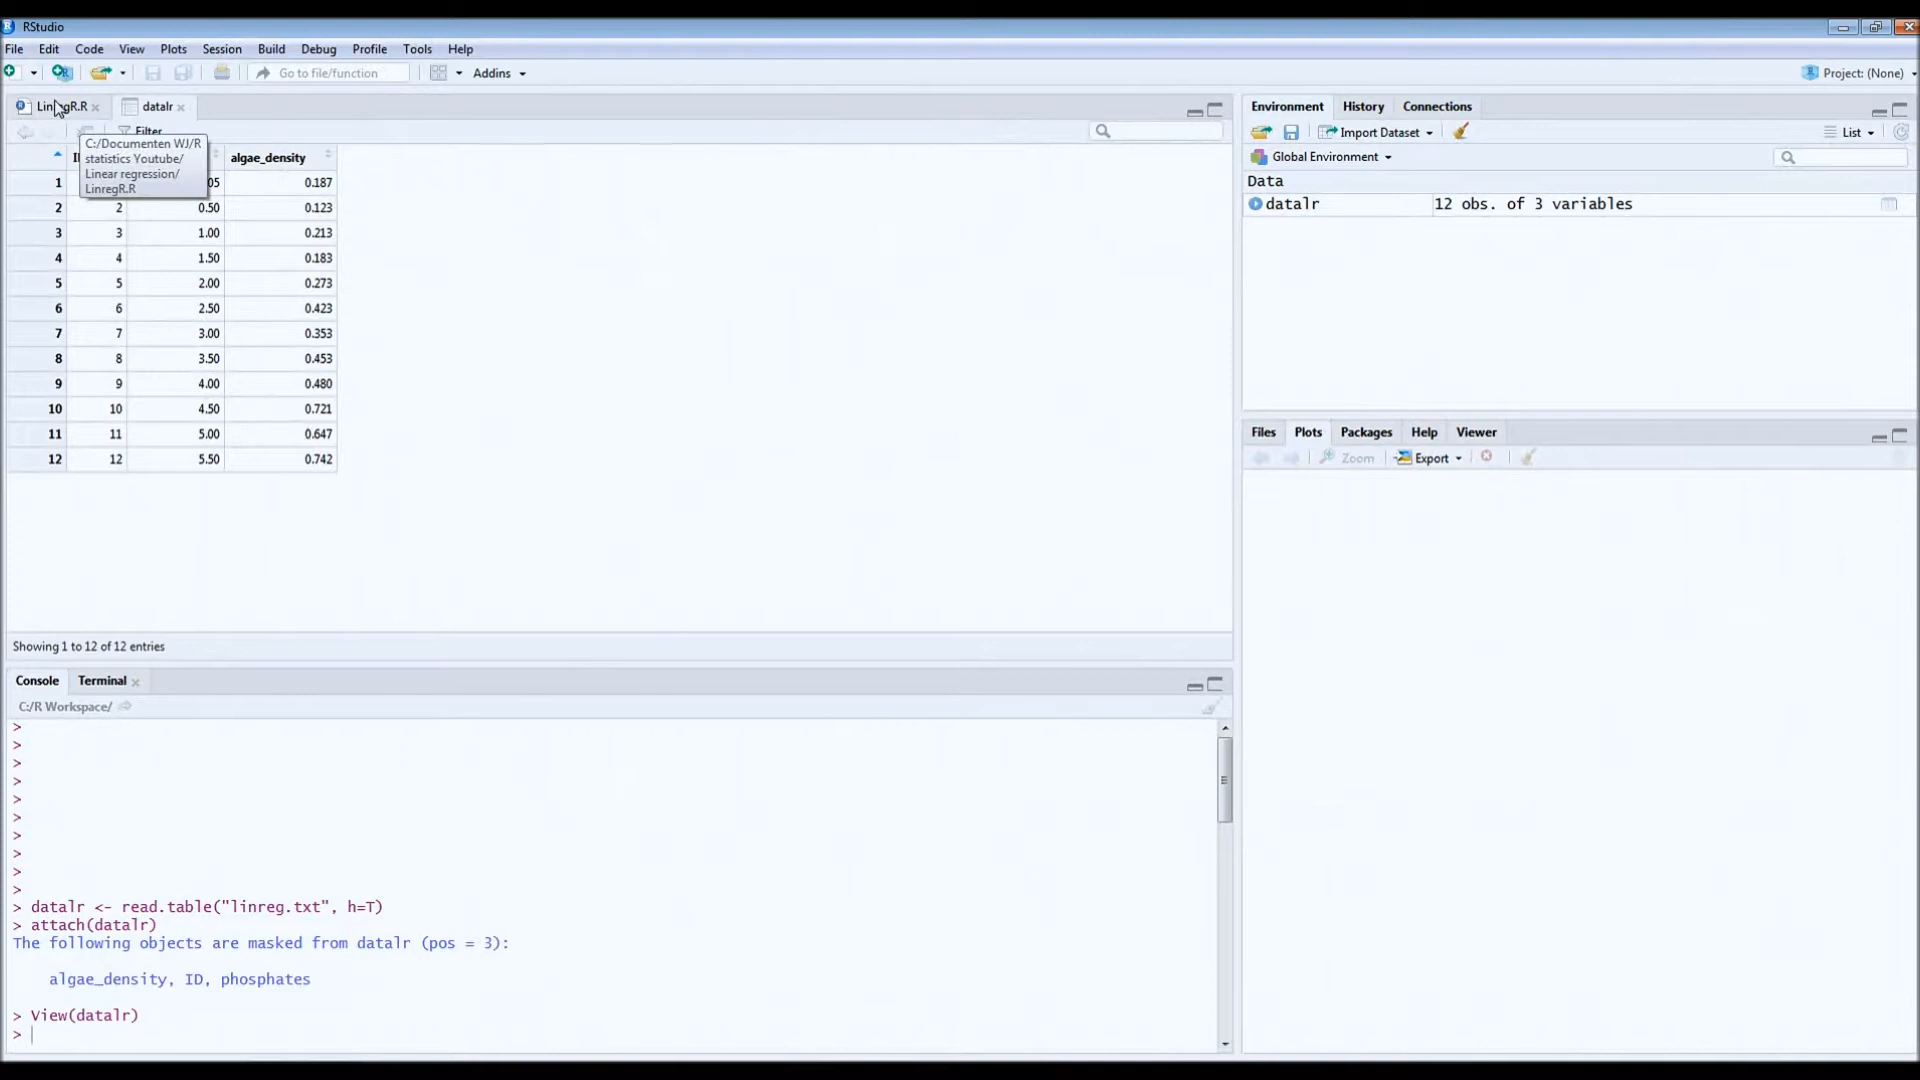 RStudio
File Edit Code View Plots Session Build Debug Profile Tools Help
Go to file/function Addins Project: (None)
LinregR.R datalr
Filter
C:/Documenten WJ/R
statistics Youtube/
Linear regression/
LinregR.R
algae_density
1 05 0.187
2 2 0.50 0.123
3 3 1.00 0.213
4 4 1.50 0.183
5 5 2.00 0.273
6 6 2.50 0.423
7 7 3.00 0.353
8 8 3.50 0.453
9 9 4.00 0.480
10 10 4.50 0.721
11 11 5.00 0.647
12 12 5.50 0.742
Showing 1 to 12 of 12 entries
Console Terminal
C:/R Workspace/
>
>
>
>
>
>
>
>
>
>
> datalr <- read.table("linreg.txt", h=T)
> attach(datalr)
The following objects are masked from datalr (pos = 3):
algae_density, ID, phosphates
> View(datalr)
>
Environment History Connections
Import Dataset List
Global Environment
Data
datalr 12 obs. of 3 variables
Files Plots Packages Help Viewer
Zoom Export